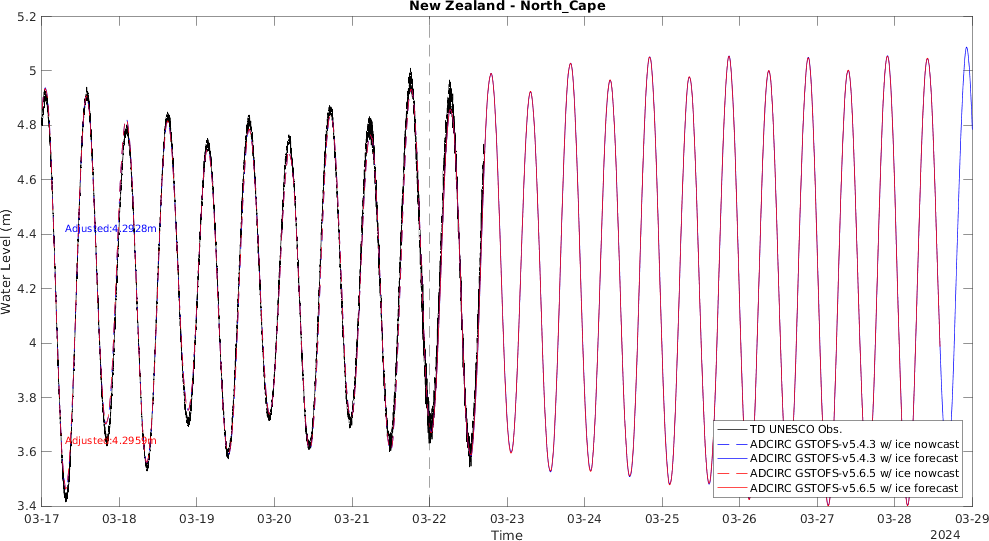 New Zealand - North_Cape
Water Level (m)
5.2
5
4.8
4.6
4.4
4.2
4
3.8
3.6
3.4
Adjusted:4.2928m
Adjusted:4.2959m
TD UNESCO Obs.
ADCIRC GSTOFS-v5.4.3 w/ ice nowcast
ADCIRC GSTOFS-v5.4.3 w/ ice forecast
ADCIRC GSTOFS-v5.6.5 w/ ice nowcast
ADCIRC GSTOFS-v5.6.5 w/ ice forecast
03-17 03-18 03-19 03-20 03-21 03-22 03-23 03-24 03-25 03-26 03-27 03-28 03-29
Time
2024